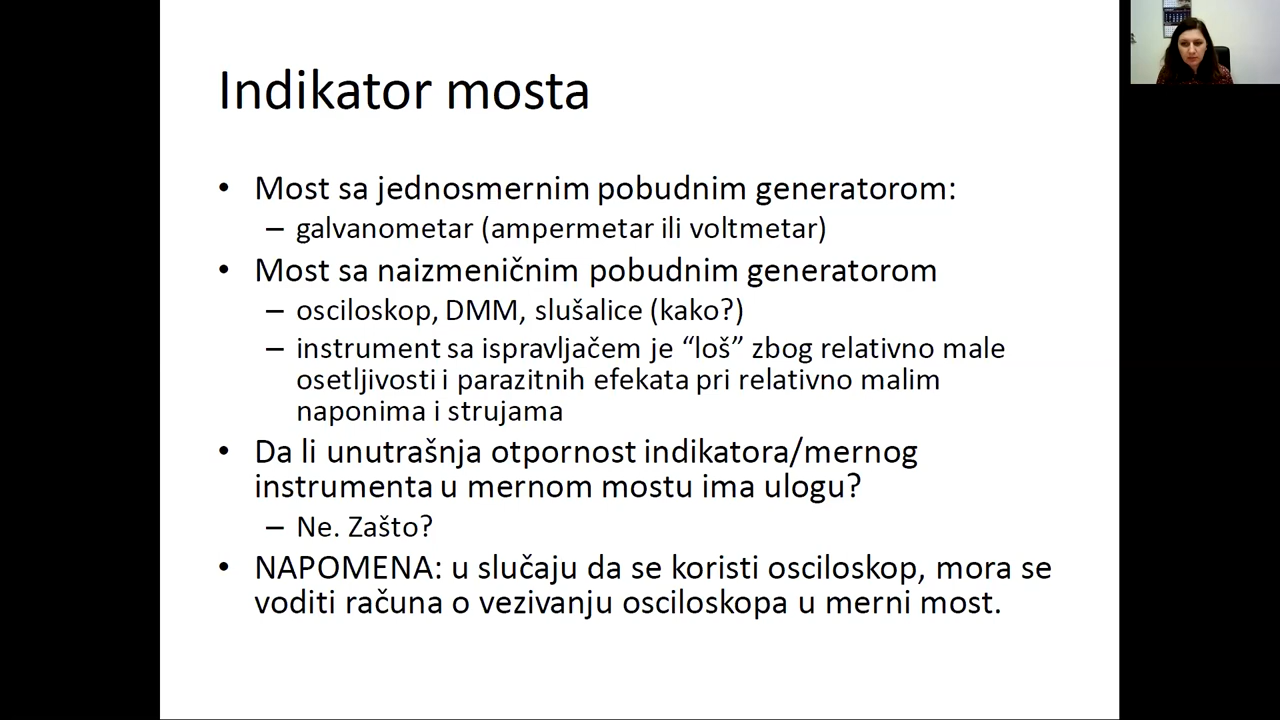 Indikator mosta
• Most sa jednosmernim pobudnim generatorom:
– galvanometar (ampermetar ili voltmetar)
• Most sa naizmeničnim pobudnim generatorom
– osciloskop, DMM, slušalice (kako?)
– instrument sa ispravljačem je “loš” zbog relativno male
osetljivosti i parazitnih efekata pri relativno malim
naponima i strujama
• Da li unutrašnja otpornost indikatora/mernog
instrumenta u mernom mostu ima ulogu?
– Ne. Zašto?
• NAPOMENA: u slučaju da se koristi osciloskop, mora se
voditi računa o vezivanju osciloskopa u merni most.